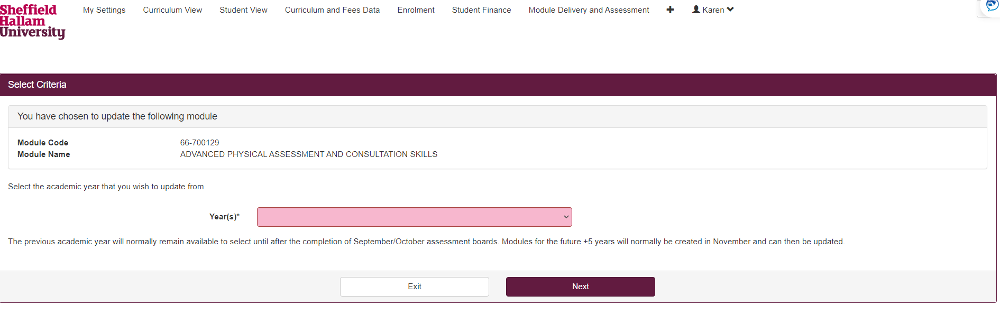 Sheffield
Hallam
University
My Settings Curriculum View Student View Curriculum and Fees Data Enrolment Student Finance Module Delivery and Assessment Karen
Select Criteria
You have chosen to update the following module
Module Code 66-700129
Module Name ADVANCED PHYSICAL ASSESSMENT AND CONSULTATION SKILLS
Select the academic year that you wish to update from
Year(s)*
The previous academic year will normally remain available to select until after the completion of September/October assessment boards. Modules for the future +5 years will normally be created in November and can then be updated.
Exit Next